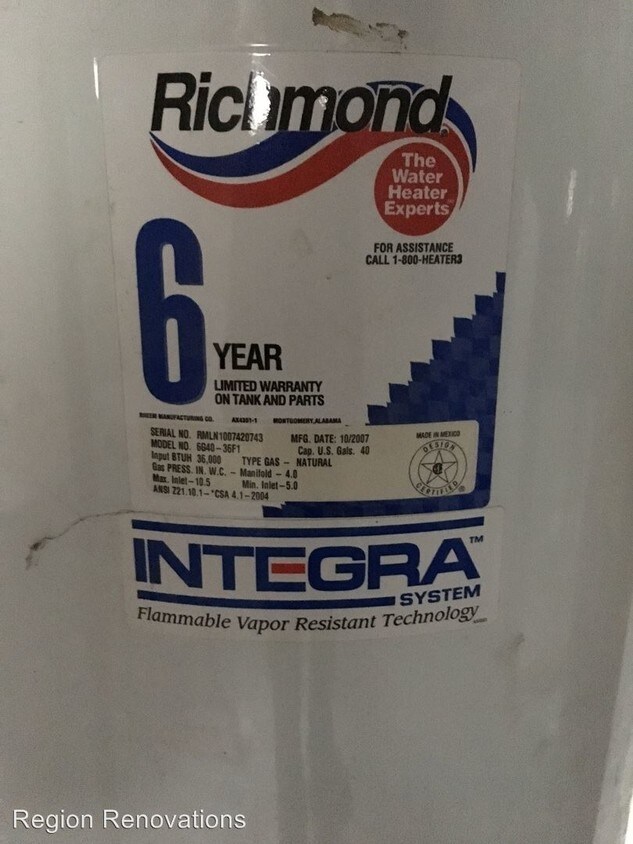 Richmond®
The
Water
Heater
Experts
FOR ASSISTANCE
CALL 1-800-HEATER3
6 YEAR
LIMITED WARRANTY
ON TANK AND PARTS
RHEEM MANUFACTURING CO. MONTGOMERY, ALABAMA
SERIAL NO. RMLN1007420743 MFG. DATE: 10/2007
MODEL NO. 6G40-36F1 Cap. U.S. Gals. 40
Input BTUH 36,000 TYPE GAS - NATURAL
Gas PRESS. IN. W.C. - Manifold - 4.0
Max. Inlet-10.5 Min. Inlet-5.0
ANSI Z21.10.1-*CSA 4.1-2004
MADE IN MEXICO
DESIGN
CERTIFIED
INTEGRA™
SYSTEM
Flammable Vapor Resistant Technology
Region Renovations